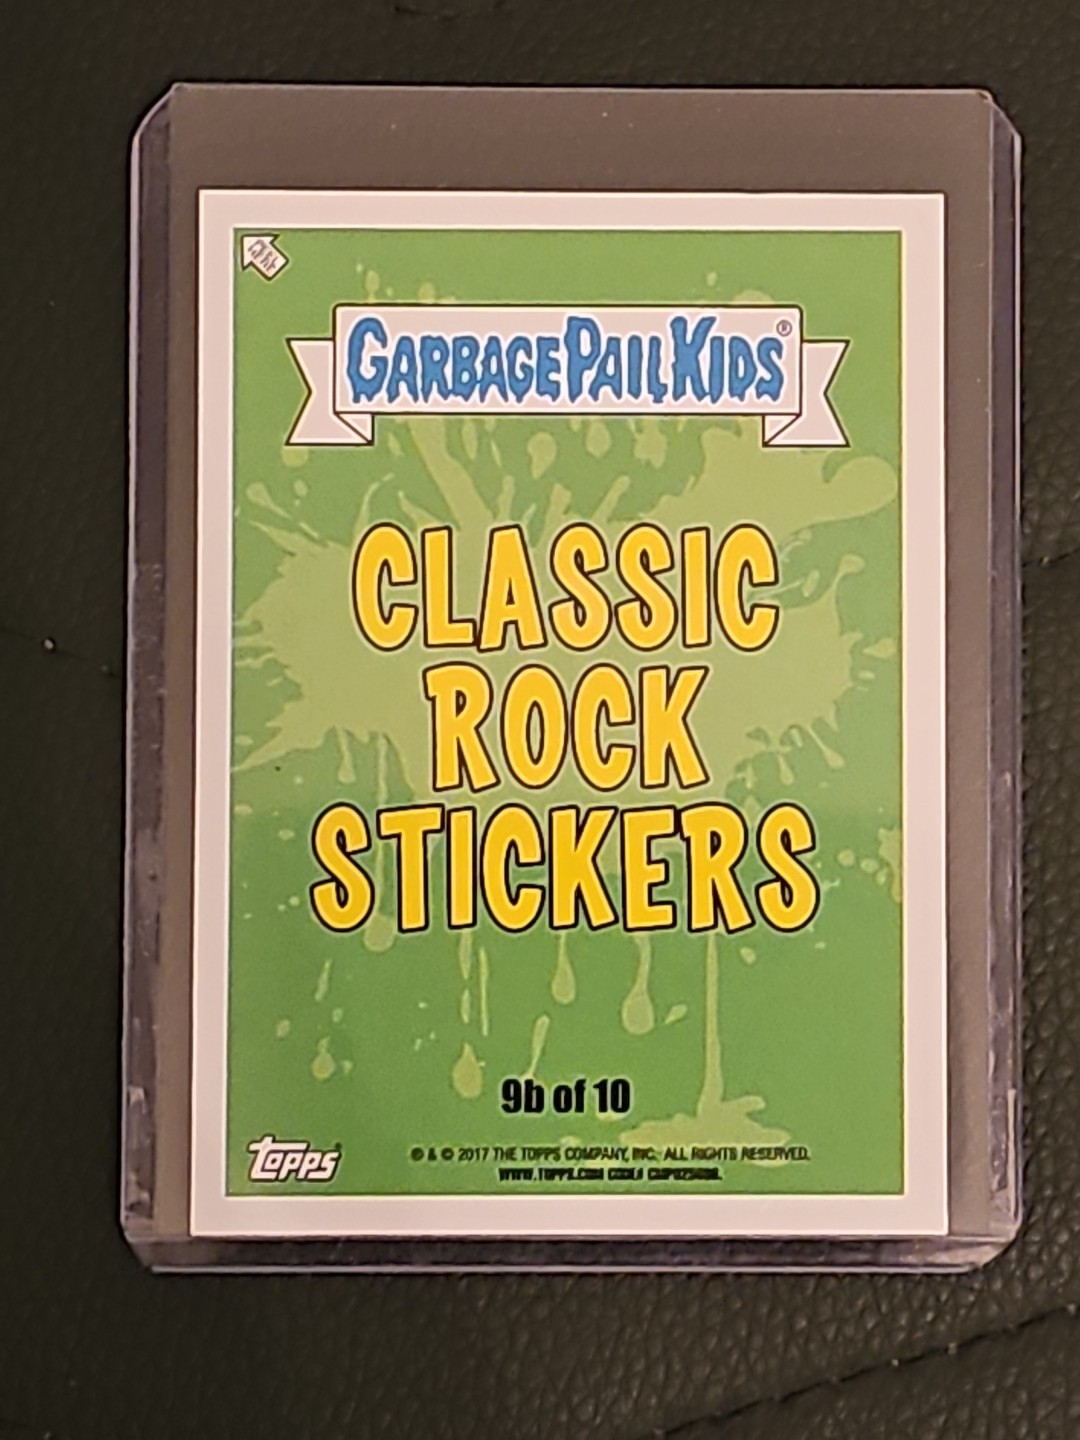 GARBAGE PAIL KIDS®
CLASSIC
ROCK
STICKERS
9b of 10
topps
® & © 2017 THE TOPPS COMPANY, INC. ALL RIGHTS RESERVED.
WWW.TOPPS.COM CODE#